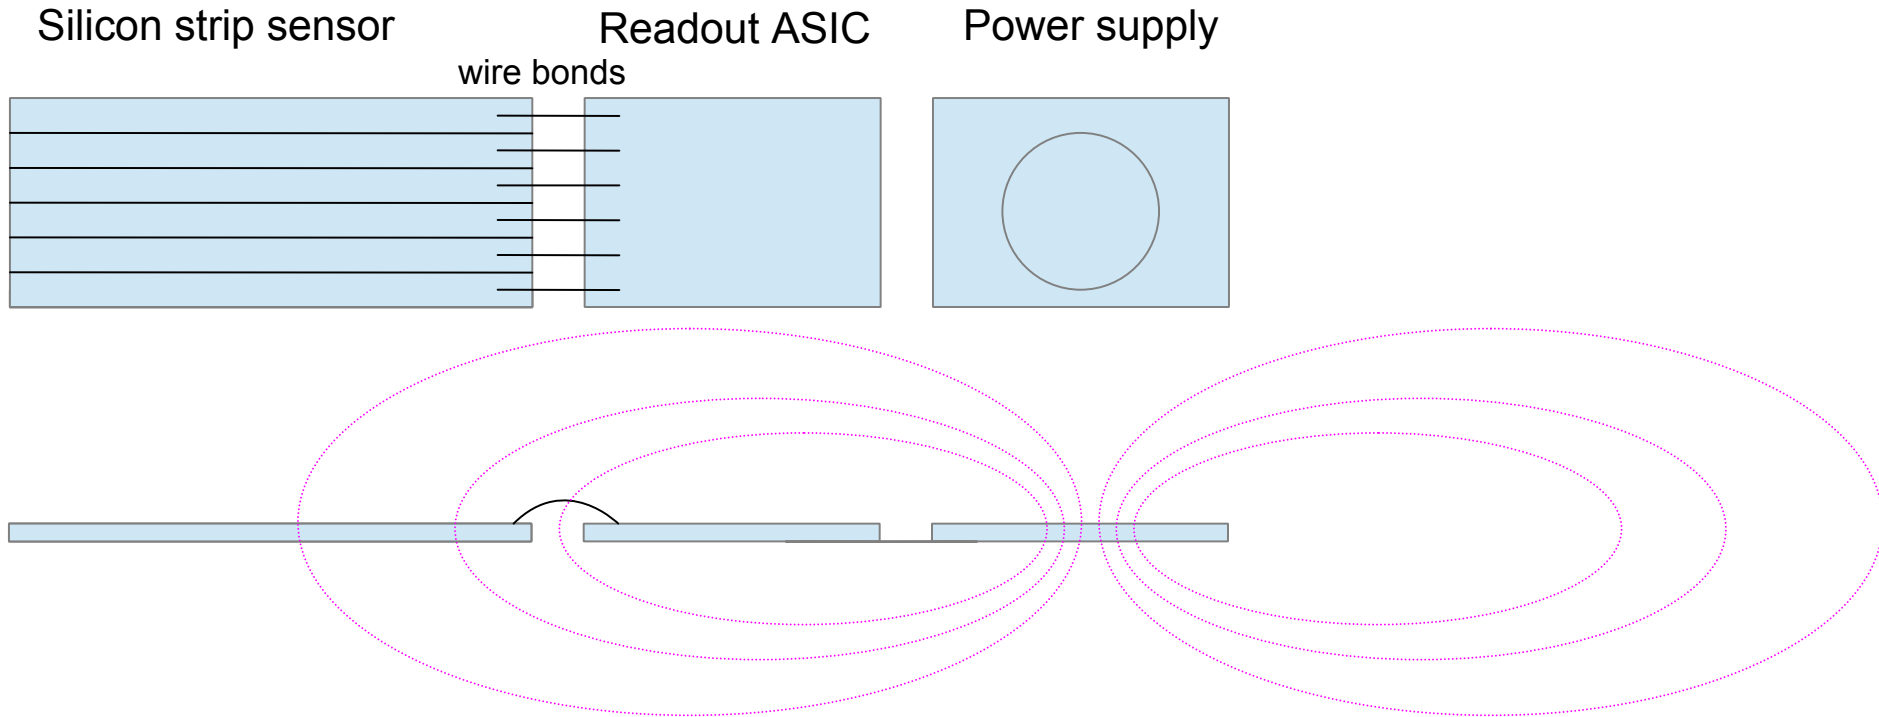 Silicon strip sensor
Readout ASIC
Power supply
wire bonds